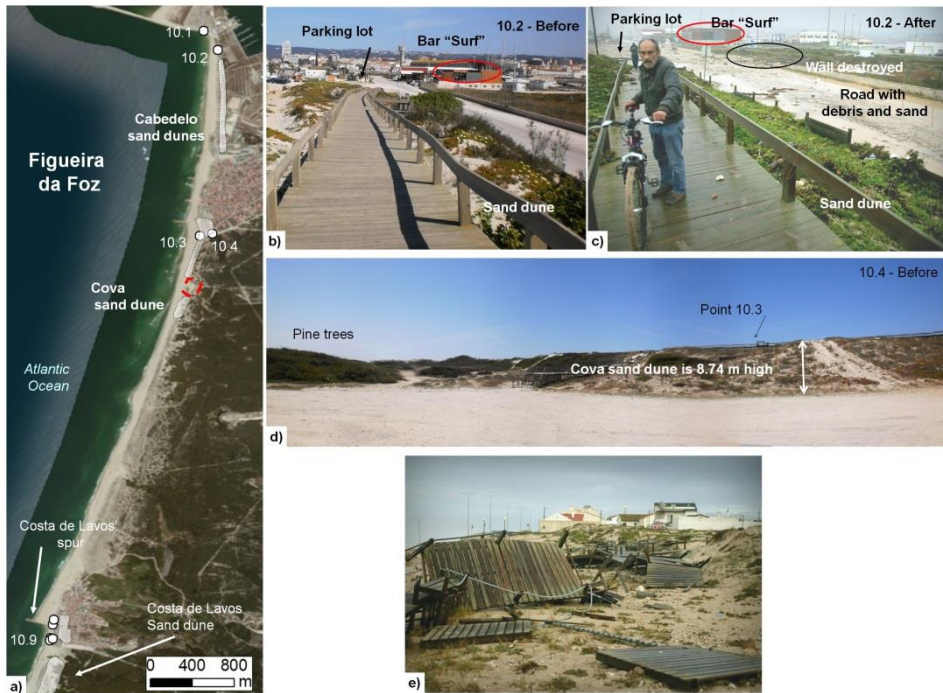 10.1
10.2
Cabedelo
sand dunes
Figueira
da Foz
10.3
10.4
Cova
sand dune
Atlantic
Ocean
Costa de Lavos
spur
Costa de Lavos
Sand dune
10.9
0 400 800
m
a)
10.2 - Before
Parking lot
Bar “Surf”
Sand dune
b)
10.2 - After
Parking lot
Bar “Surf”
Wall destroyed
Road with
debris and sand
Sand dune
c)
10.4 - Before
Point 10.3
Pine trees
Cova sand dune is 8.74 m high
d)
e)